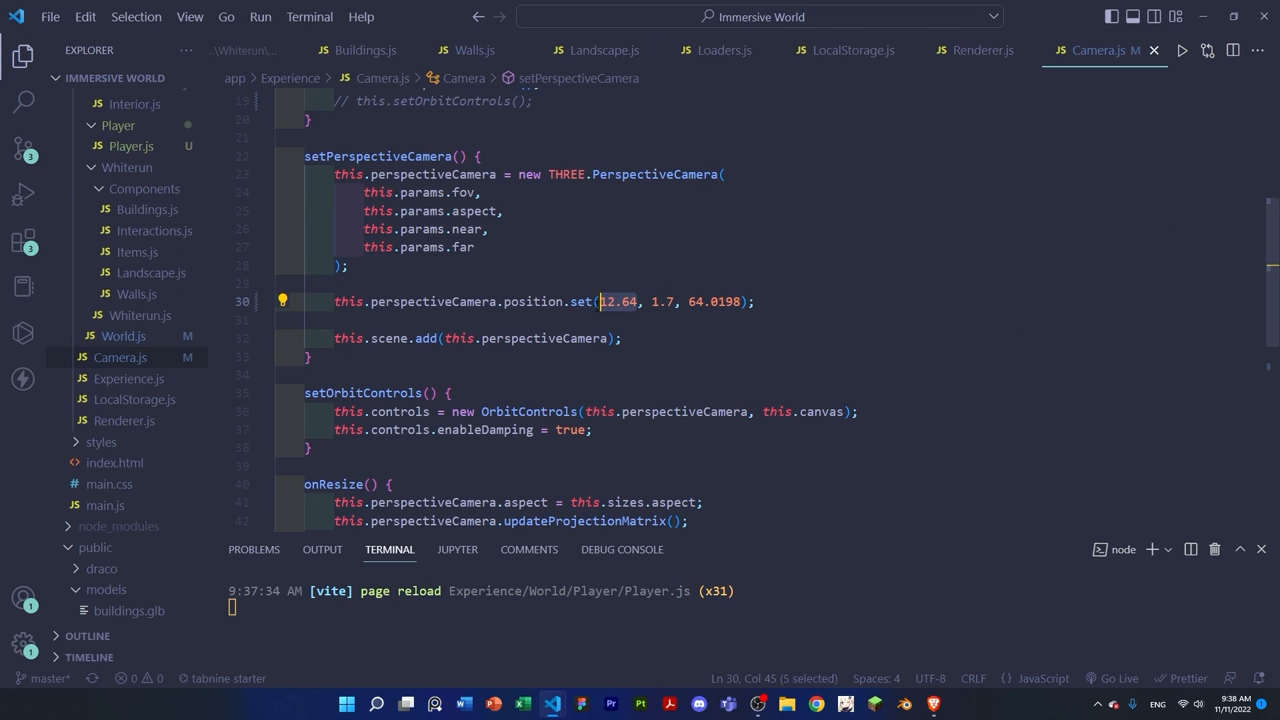 File Edit Selection View Go Run Terminal Help
Immersive World
EXPLORER
..\Whiterun\... Buildings.js Walls.js Landscape.js Loaders.js LocalStorage.js Renderer.js Camera.js M
IMMERSIVE WORLD
app Experience Camera.js Camera setPerspectiveCamera
Interior.js
Player
Player.js U
Whiterun
Components
Buildings.js
Interactions.js
Items.js
Landscape.js
Walls.js
Whiterun.js
World.js M
Camera.js M
Experience.js
LocalStorage.js
Renderer.js
styles
index.html
main.css
main.js
node_modules
public
draco
models
buildings.glb
OUTLINE
TIMELINE
19 // this.setOrbitControls();
20 }
21
22 setPerspectiveCamera() {
23 this.perspectiveCamera = new THREE.PerspectiveCamera(
24 this.params.fov,
25 this.params.aspect,
26 this.params.near,
27 this.params.far
28 );
29
30 this.perspectiveCamera.position.set(12.64, 1.7, 64.0198);
31
32 this.scene.add(this.perspectiveCamera);
33 }
34
35 setOrbitControls() {
36 this.controls = new OrbitControls(this.perspectiveCamera, this.canvas);
37 this.controls.enableDamping = true;
38 }
39
40 onResize() {
41 this.perspectiveCamera.aspect = this.sizes.aspect;
42 this.perspectiveCamera.updateProjectionMatrix();
PROBLEMS OUTPUT TERMINAL JUPYTER COMMENTS DEBUG CONSOLE
node
9:37:34 AM [vite] page reload Experience/World/Player/Player.js (x31)
3
3
1
1
master* 0 0 tabnine starter Ln 30, Col 45 (5 selected) Spaces: 4 UTF-8 CRLF { } JavaScript Go Live Prettier
ENG 9:38 AM
11/11/2022